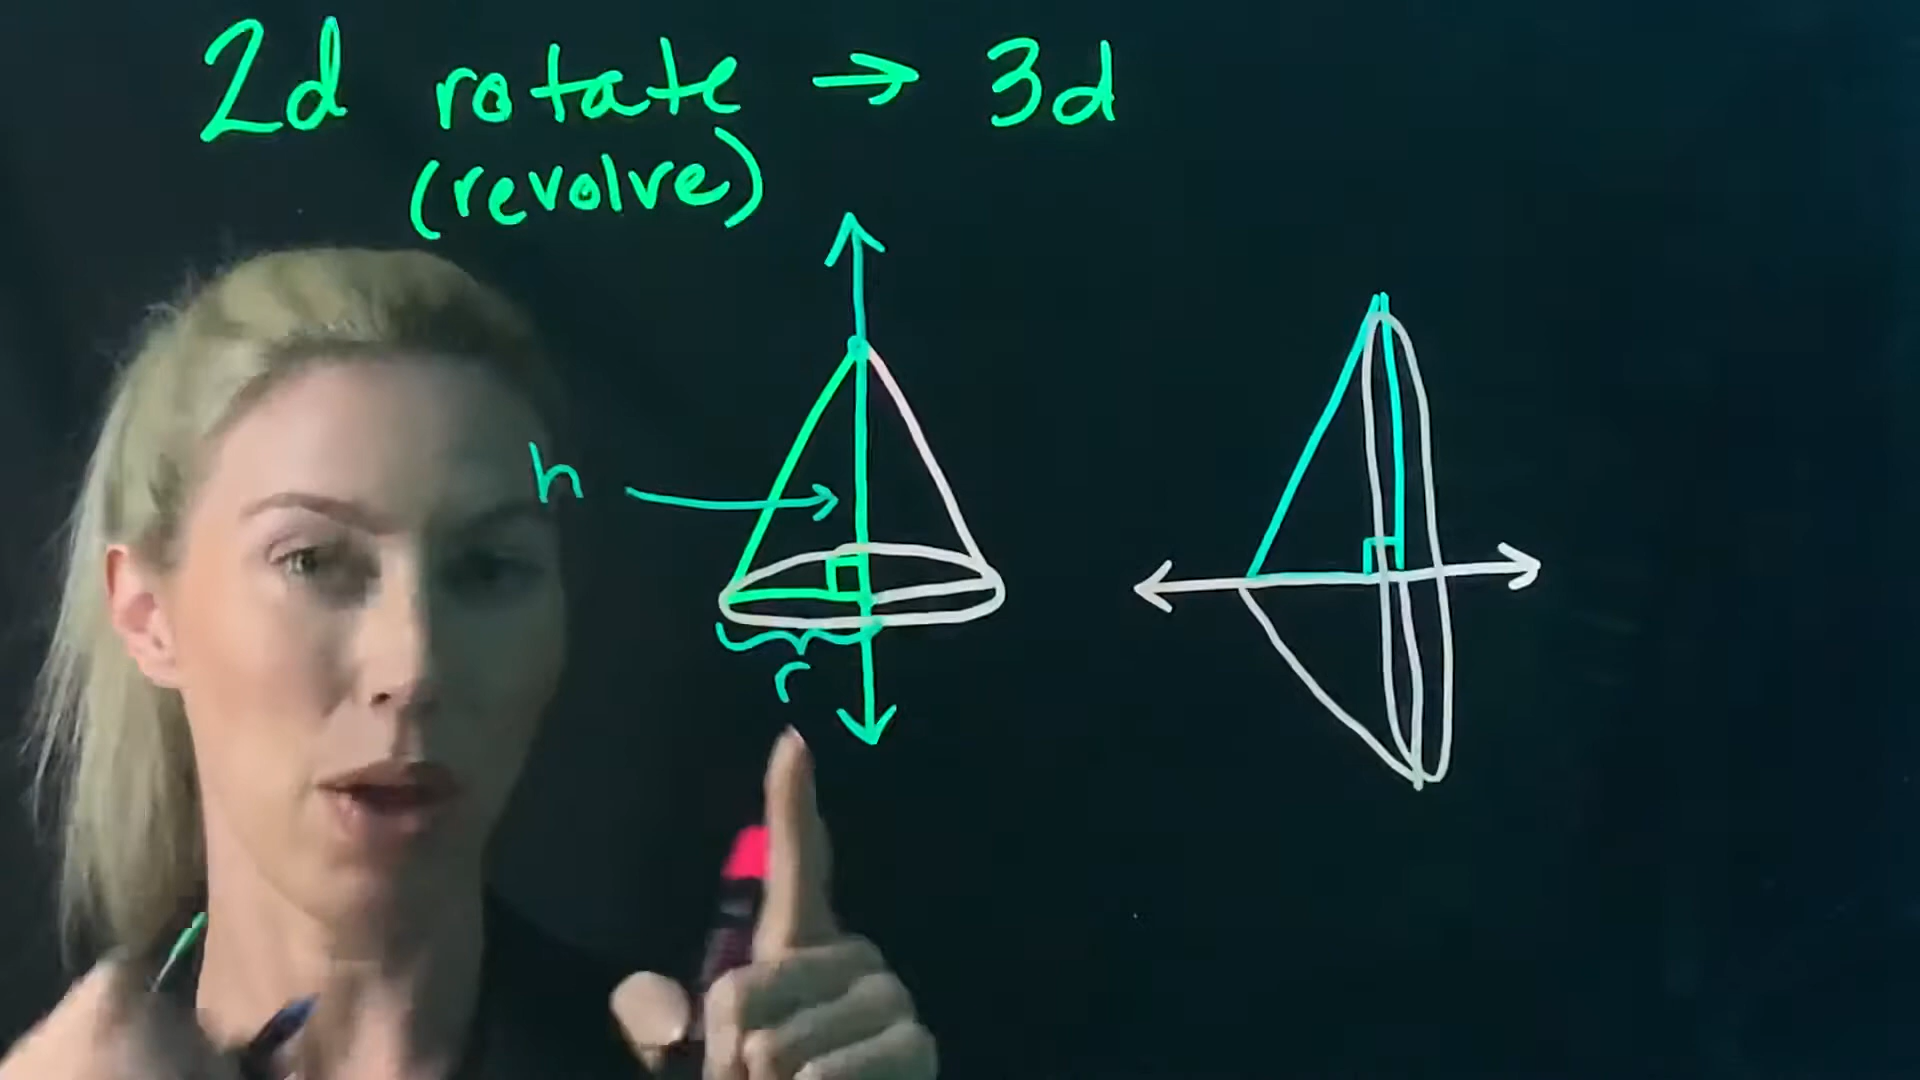 2d rotate → 3d
(revolve)
h
r